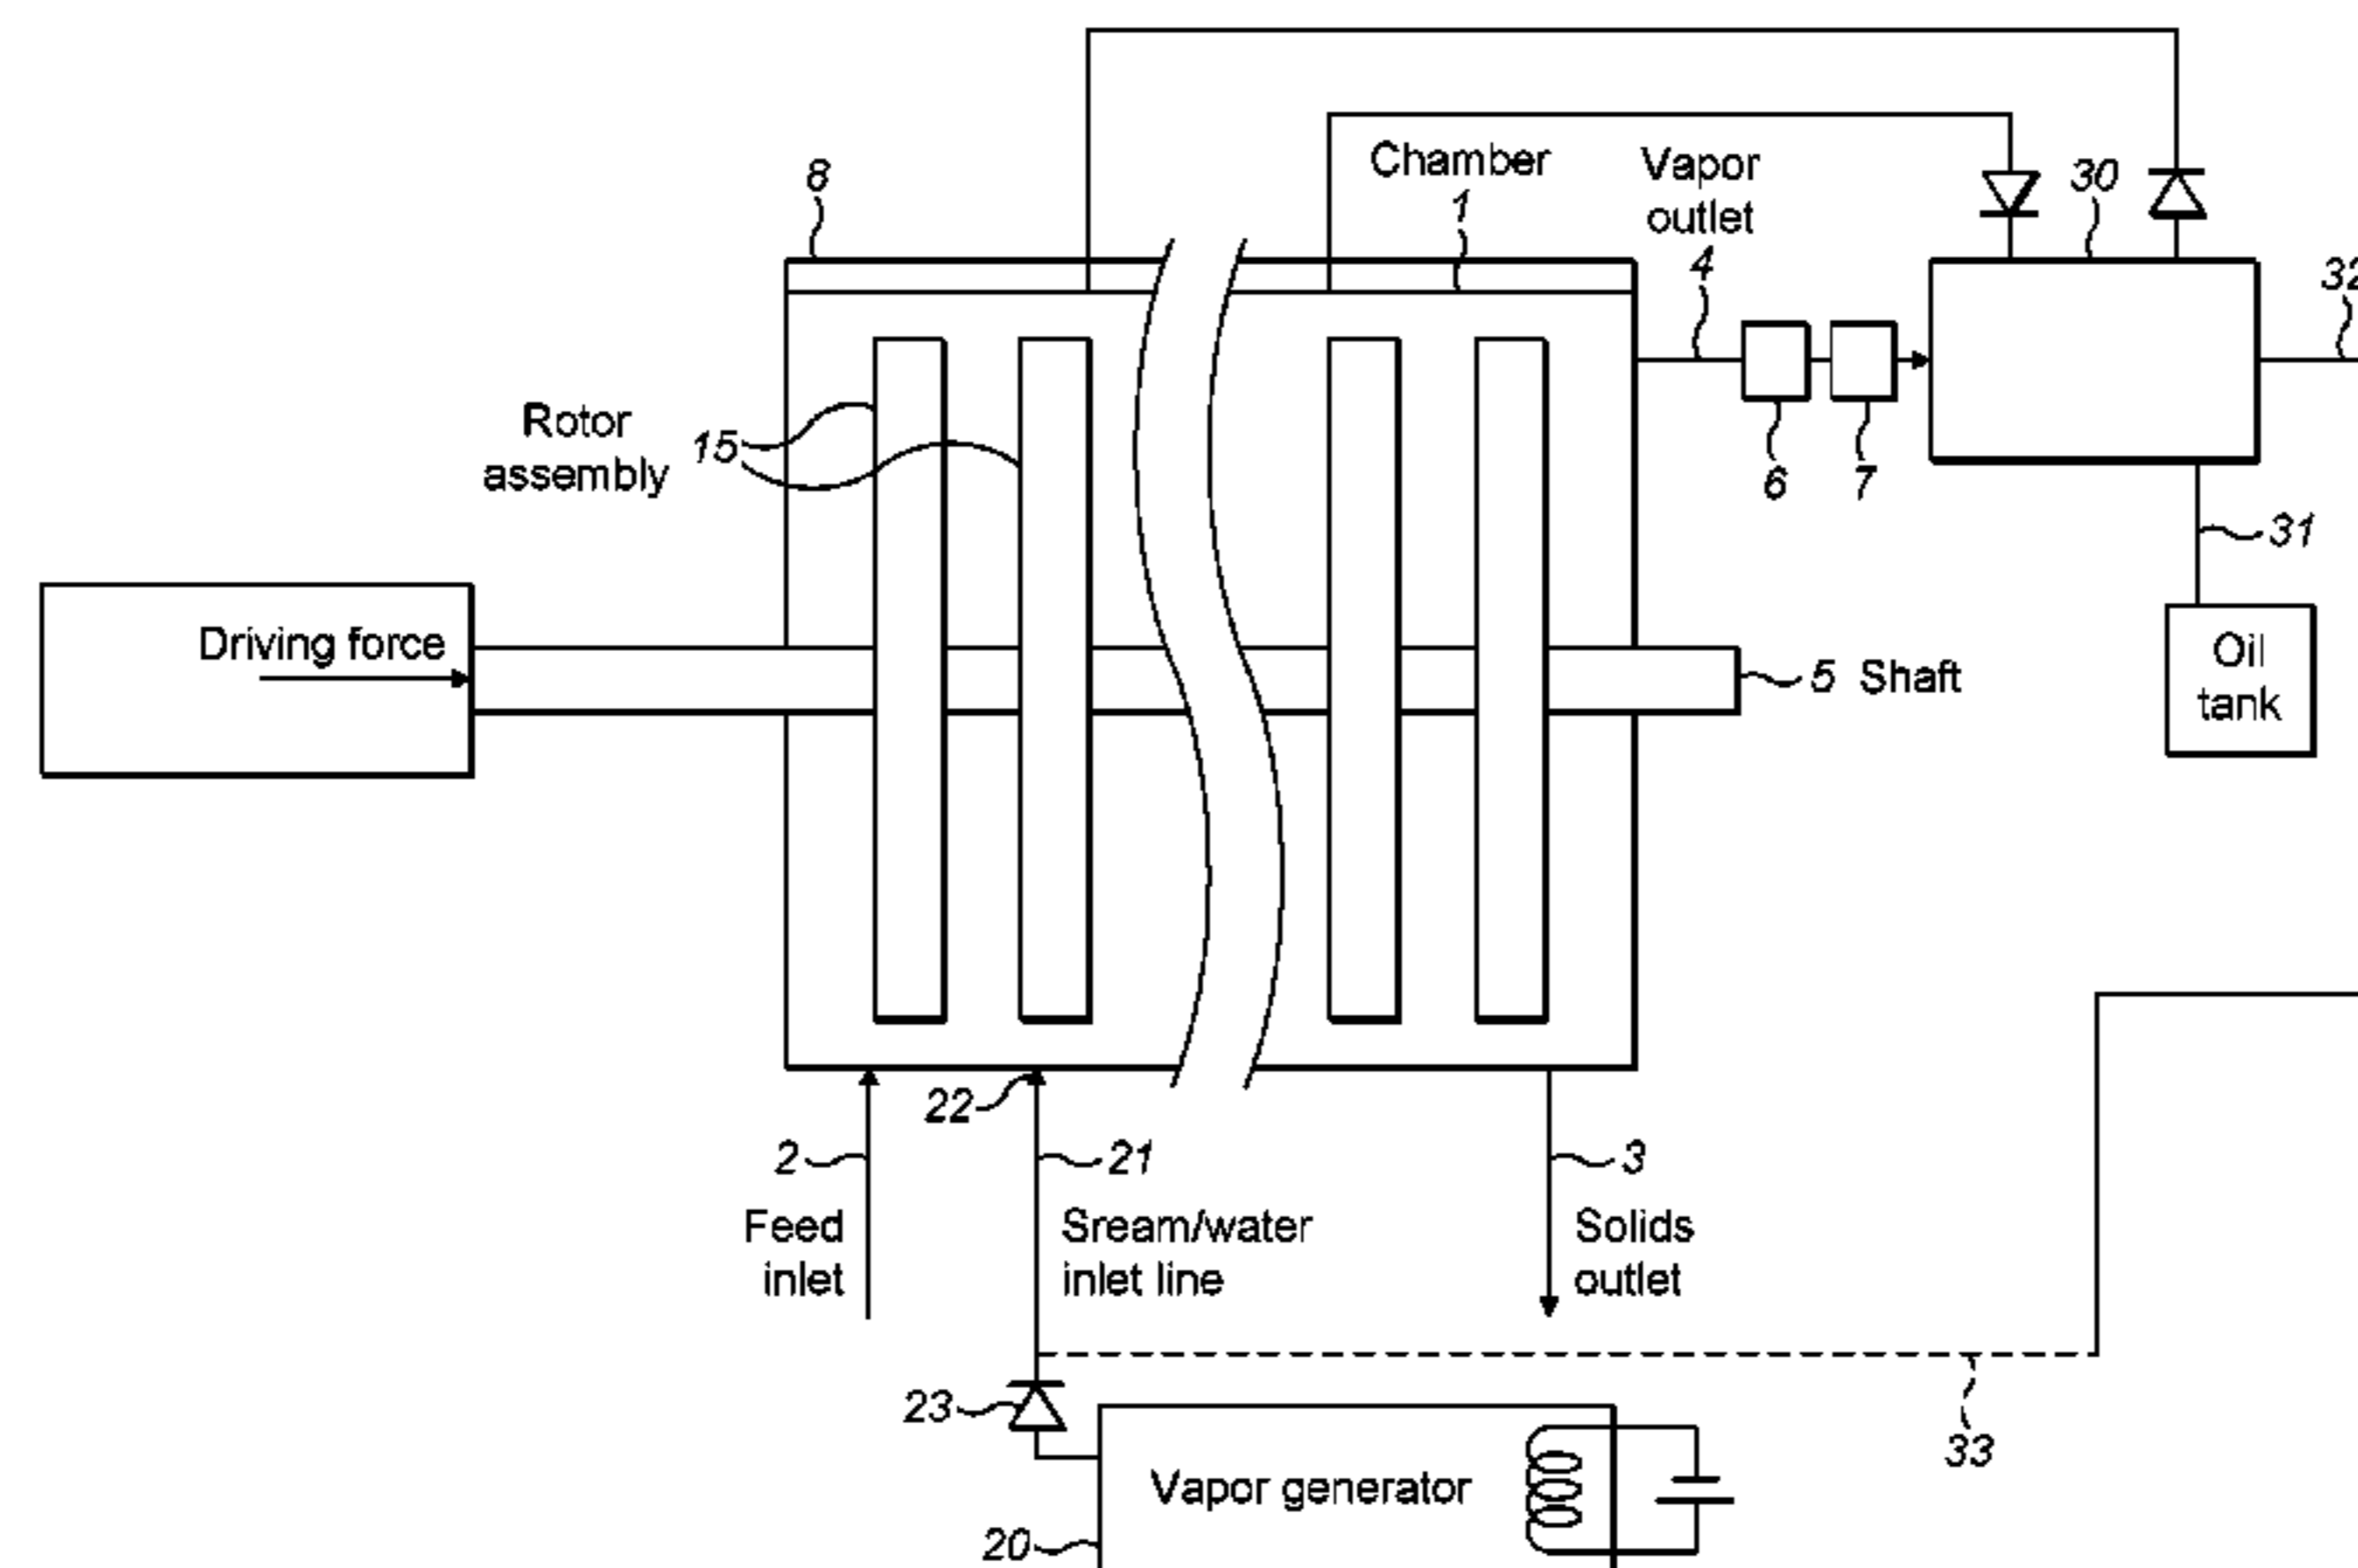 8
Chamber
1
Vapor
outlet
4
30
32
Rotor
assembly
15
6
7
31
Driving force
5 Shaft
Oil
tank
22
2
21
3
Feed
inlet
Sream/water
inlet line
Solids
outlet
23
33
Vapor generator
20